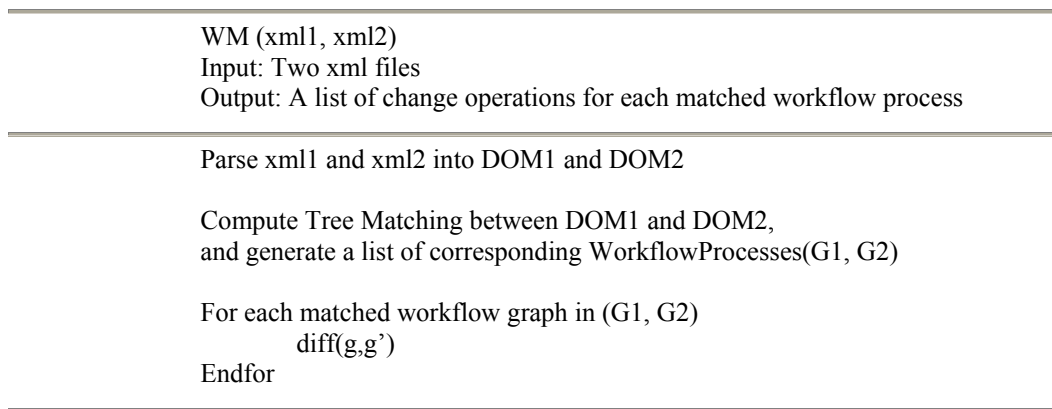 WM (xml1, xml2)
Input: Two xml files
Output: A list of change operations for each matched workflow process
Parse xml1 and xml2 into DOM1 and DOM2
Compute Tree Matching between DOM1 and DOM2,
and generate a list of corresponding WorkflowProcesses(G1, G2)
For each matched workflow graph in (G1, G2)
diff(g,g’)
Endfor